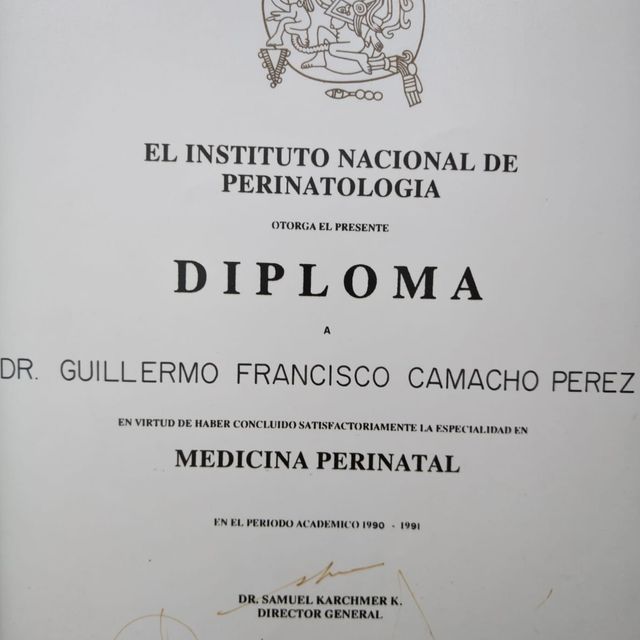 EL INSTITUTO NACIONAL DE
PERINATOLOGIA
OTORGA EL PRESENTE
DIPLOMA
A
DR. GUILLERMO FRANCISCO CAMACHO PEREZ
EN VIRTUD DE HABER CONCLUIDO SATISFACTORIAMENTE LA ESPECIALIDAD EN
MEDICINA PERINATAL
EN EL PERIODO ACADEMICO 1990 - 1991
DR. SAMUEL KARCHMER K.
DIRECTOR GENERAL